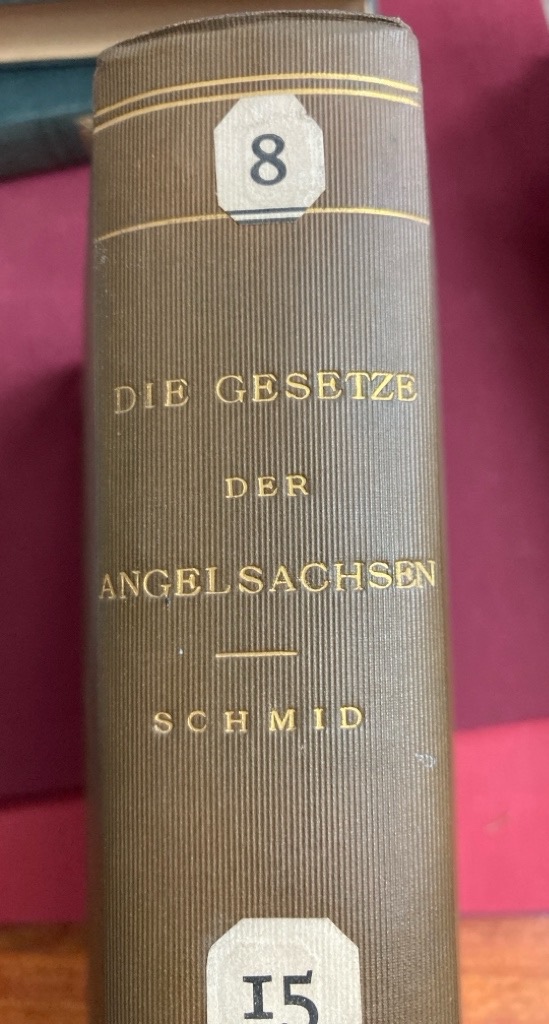 8
DIE GESETZE
DER
ANGELSACHSEN
SCHMID
15